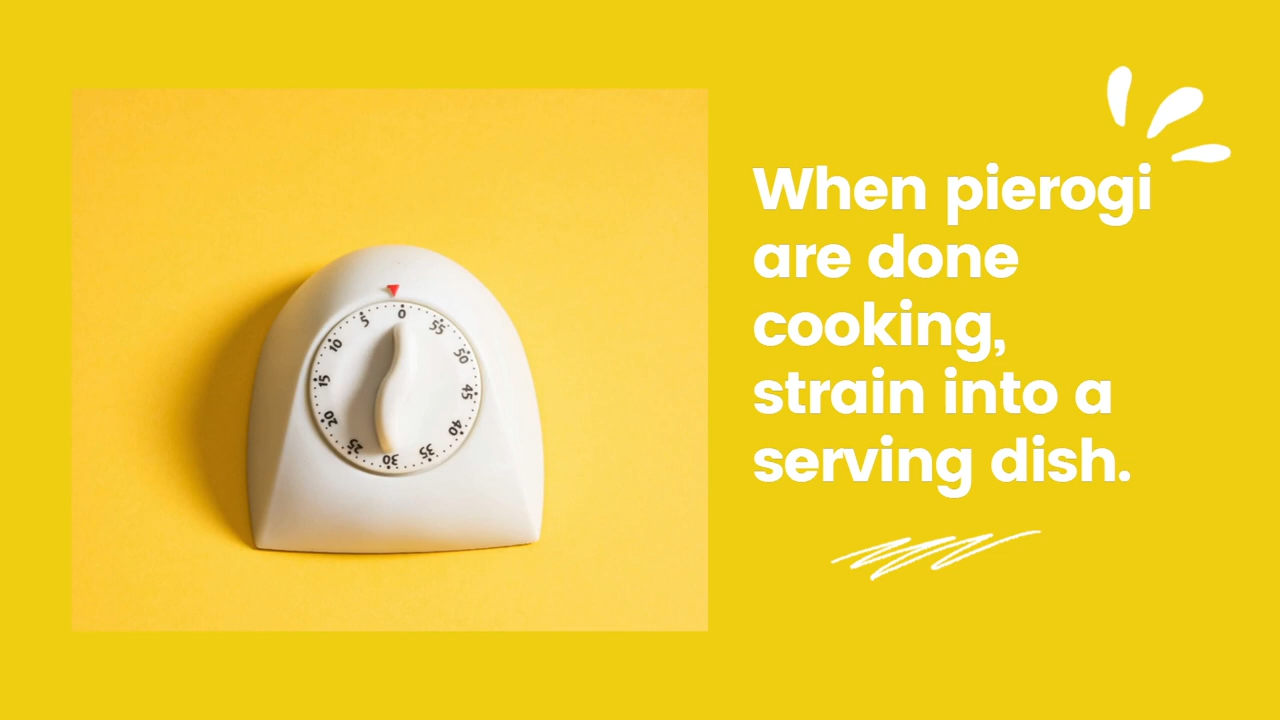 When pierogi
are done
cooking,
strain into a
serving dish.
0
5
10
15
20
25
30
35
40
45
50
55